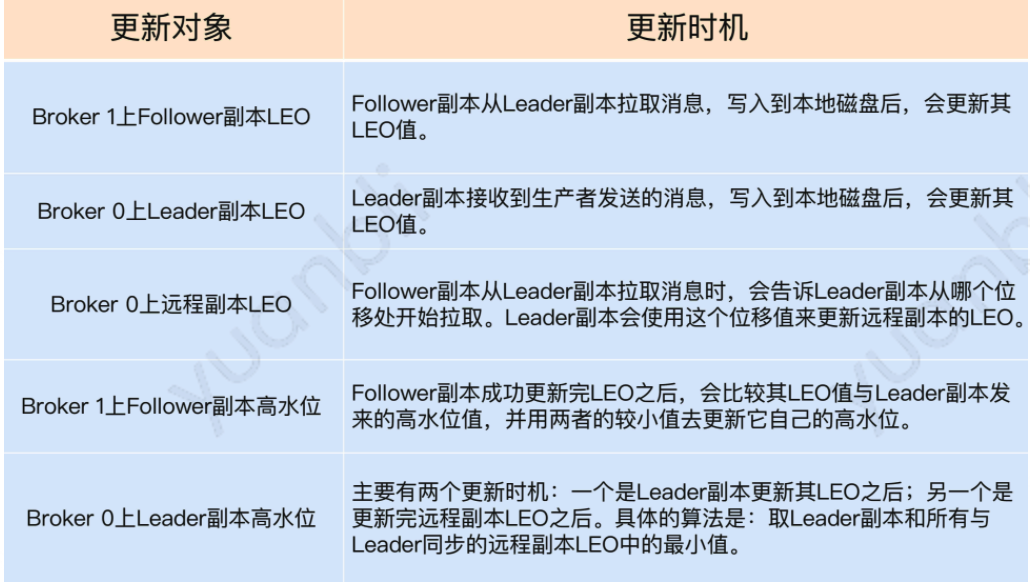 更新对象
更新时机
Broker 1上Follower副本LEO
Follower副本从Leader副本拉取消息，写入到本地磁盘后，会更新其
LEO值。
Broker 0上Leader副本LEO
Leader副本接收到生产者发送的消息，写入到本地磁盘后，会更新其
LEO值。
Broker 0上远程副本LEO
Follower副本从Leader副本拉取消息时，会告诉Leader副本从哪个位
移处开始拉取。Leader副本会使用这个位移值来更新远程副本的LEO。
Broker 1上Follower副本高水位
Follower副本成功更新完LEO之后，会比较其LEO值与Leader副本发
来的高水位值，并用两者的较小值去更新它自己的高水位。
Broker 0上Leader副本高水位
主要有两个更新时机：一个是Leader副本更新其LEO之后；另一个是
更新完远程副本LEO之后。具体的算法是：取Leader副本和所有与
Leader同步的远程副本LEO中的最小值。